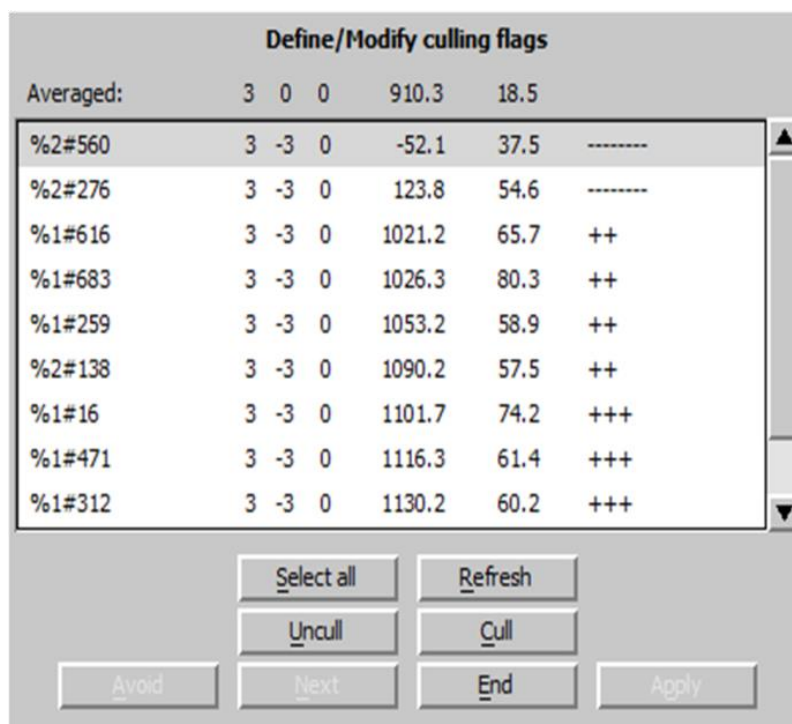 Define/Modify culling flags
Averaged: 3 0 0 910.3 18.5
%2#560 3 -3 0 -52.1 37.5 --------
%2#276 3 -3 0 123.8 54.6 --------
%1#616 3 -3 0 1021.2 65.7 ++
%1#683 3 -3 0 1026.3 80.3 ++
%1#259 3 -3 0 1053.2 58.9 ++
%2#138 3 -3 0 1090.2 57.5 ++
%1#16 3 -3 0 1101.7 74.2 +++
%1#471 3 -3 0 1116.3 61.4 +++
%1#312 3 -3 0 1130.2 60.2 +++
Select all Refresh
Uncull Cull
Avoid Next End Apply